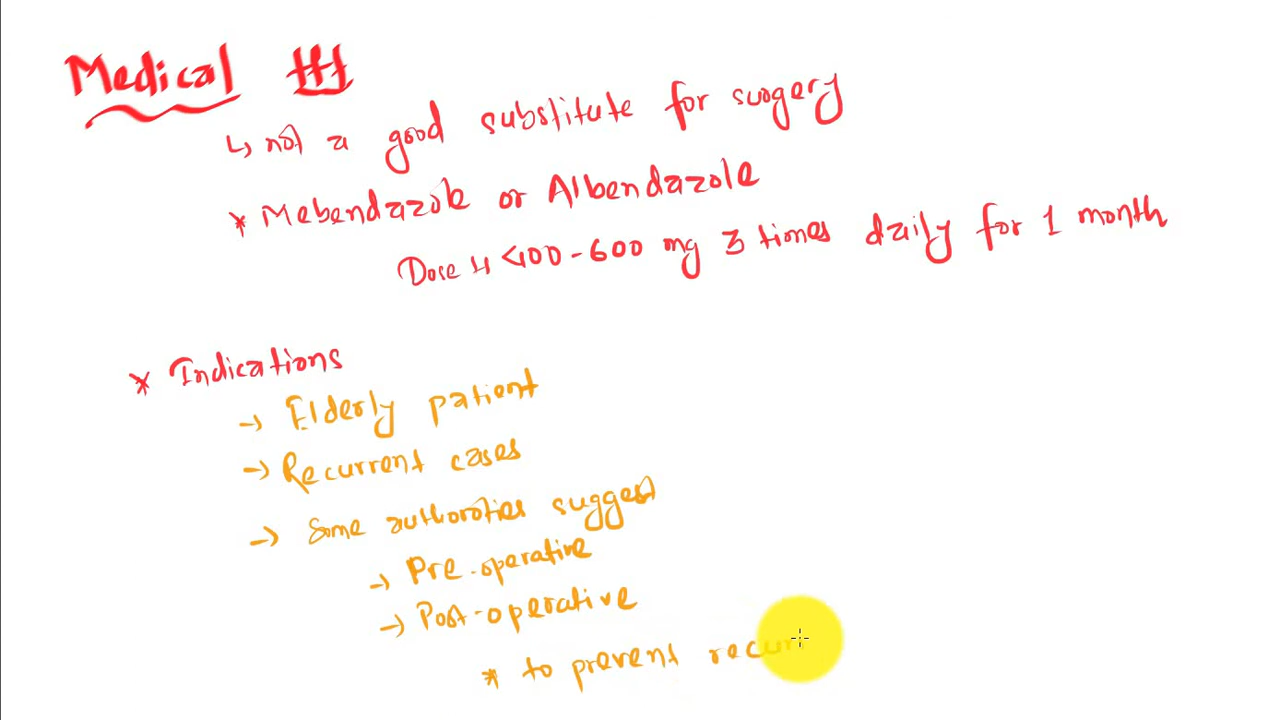 Medical ttt
↳ not a good substitute for surgery
* Mebendazole or Albendazole
Dose ↳ 400-600 mg 3 times daily for 1 month
* Indications
→ Elderly patient
→ Recurrent cases
→ Some authorities suggest
→ Pre-operative
→ Post-operative
* to prevent recur